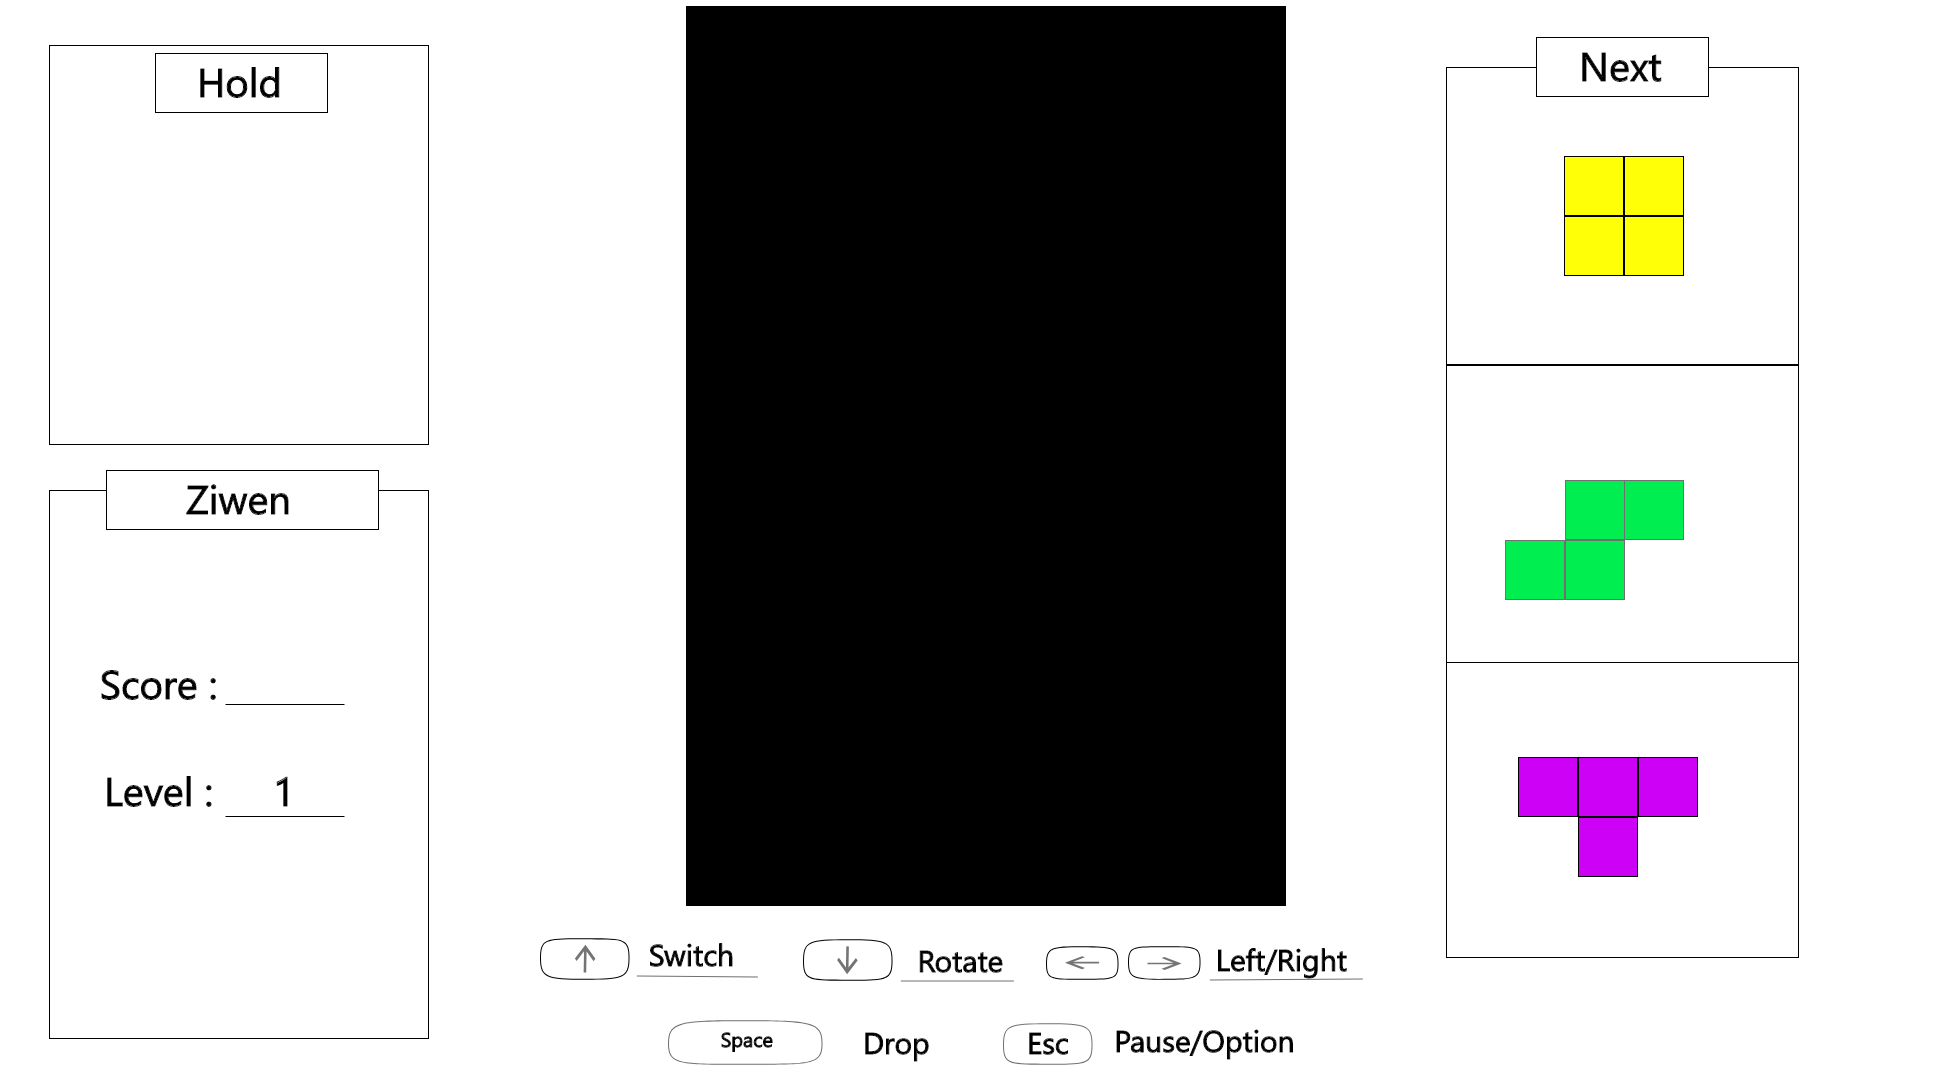 Hold
Next
Ziwen
Score :
Level : 1
Switch
Rotate
Left/Right
Space
Drop
Esc
Pause/Option